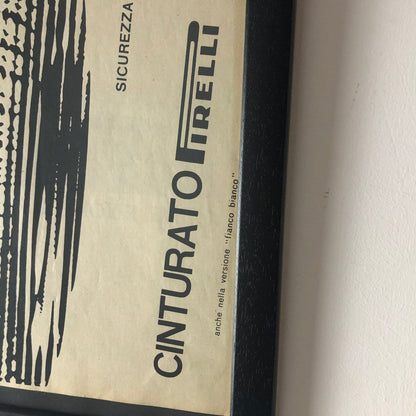 SICUREZZA
CINTURATO PIRELLI
anche nella versione "fianco bianco"